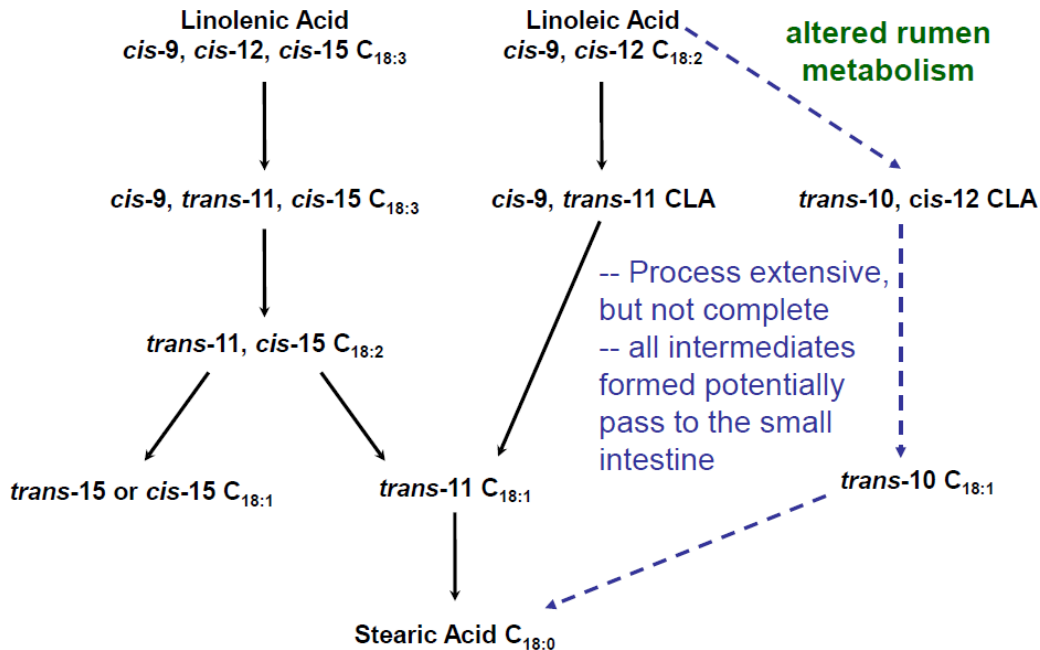 Linolenic Acid
cis-9, cis-12, cis-15 C18:3
Linoleic Acid
cis-9, cis-12 C18:2
altered rumen
metabolism
cis-9, trans-11, cis-15 C18:3
cis-9, trans-11 CLA
trans-10, cis-12 CLA
-- Process extensive,
but not complete
-- all intermediates
formed potentially
pass to the small
intestine
trans-11, cis-15 C18:2
trans-15 or cis-15 C18:1
trans-11 C18:1
trans-10 C18:1
Stearic Acid C18:0